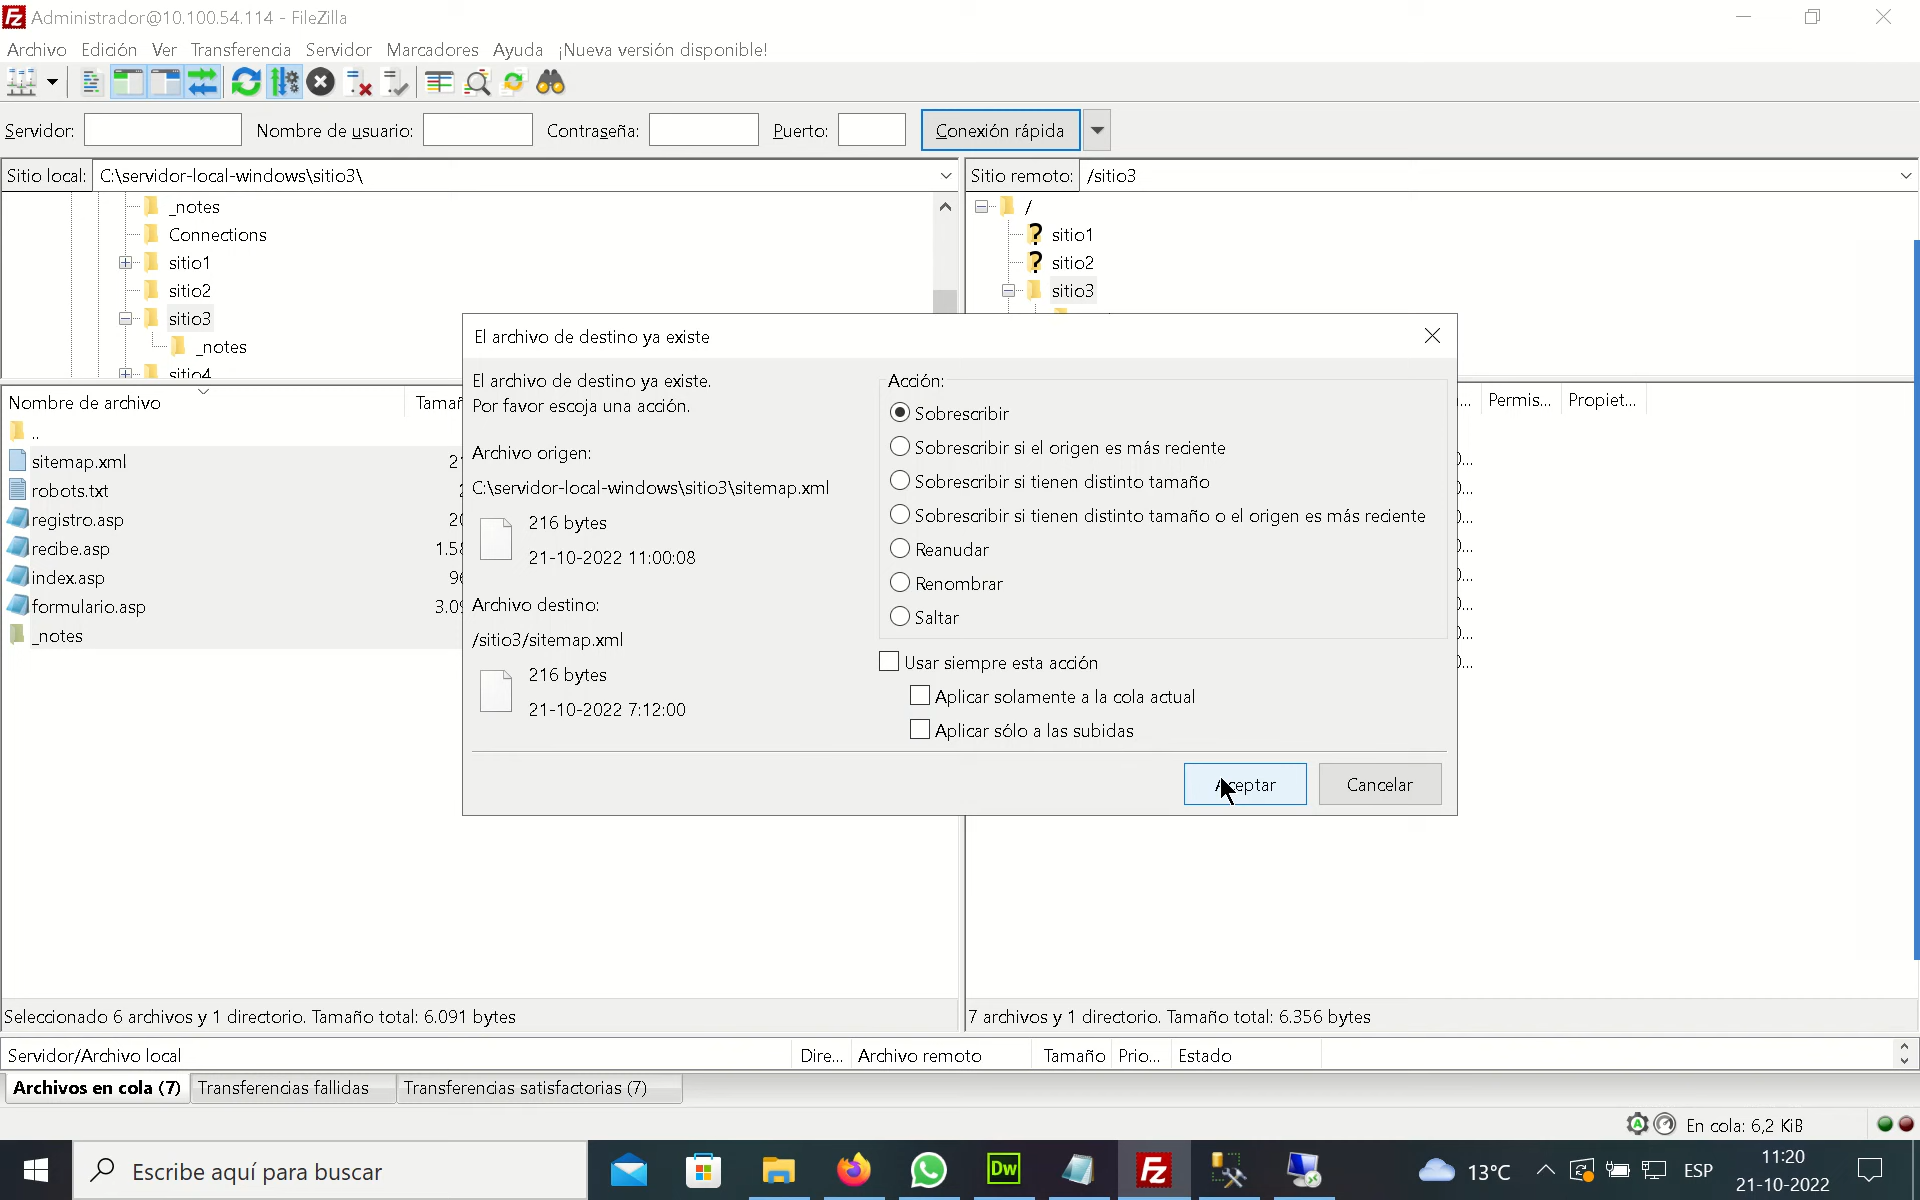 Administrador@10.100.54.114 - FileZilla
Archivo Edición Ver Transferencia Servidor Marcadores Ayuda ¡Nueva versión disponible!
Servidor: Nombre de usuario: Contraseña: Puerto: Conexión rápida
Sitio local: C:\servidor-local-windows\sitio3\
_notes
Connections
sitio1
sitio2
sitio3
_notes
sitio4
Sitio remoto: /sitio3
/
sitio1
sitio2
sitio3
Nombre de archivo
..
sitemap.xml
robots.txt
registro.asp
recibe.asp
index.asp
formulario.asp
_notes
Permis... Propiet...
El archivo de destino ya existe
El archivo de destino ya existe.
Por favor escoja una acción.
Archivo origen:
C:\servidor-local-windows\sitio3\sitemap.xml
216 bytes
21-10-2022 11:00:08
Archivo destino:
/sitio3/sitemap.xml
216 bytes
21-10-2022 7:12:00
Acción:
Sobrescribir
Sobrescribir si el origen es más reciente
Sobrescribir si tienen distinto tamaño
Sobrescribir si tienen distinto tamaño o el origen es más reciente
Reanudar
Renombrar
Saltar
Usar siempre esta acción
Aplicar solamente a la cola actual
Aplicar sólo a las subidas
Aceptar Cancelar
Seleccionado 6 archivos y 1 directorio. Tamaño total: 6.091 bytes
7 archivos y 1 directorio. Tamaño total: 6.356 bytes
Servidor/Archivo local Dire... Archivo remoto Tamaño Prio... Estado
Archivos en cola (7) Transferencias fallidas Transferencias satisfactorias (7)
En cola: 6,2 KiB
Escribe aquí para buscar
Dw
13°C
ESP
11:20
21-10-2022